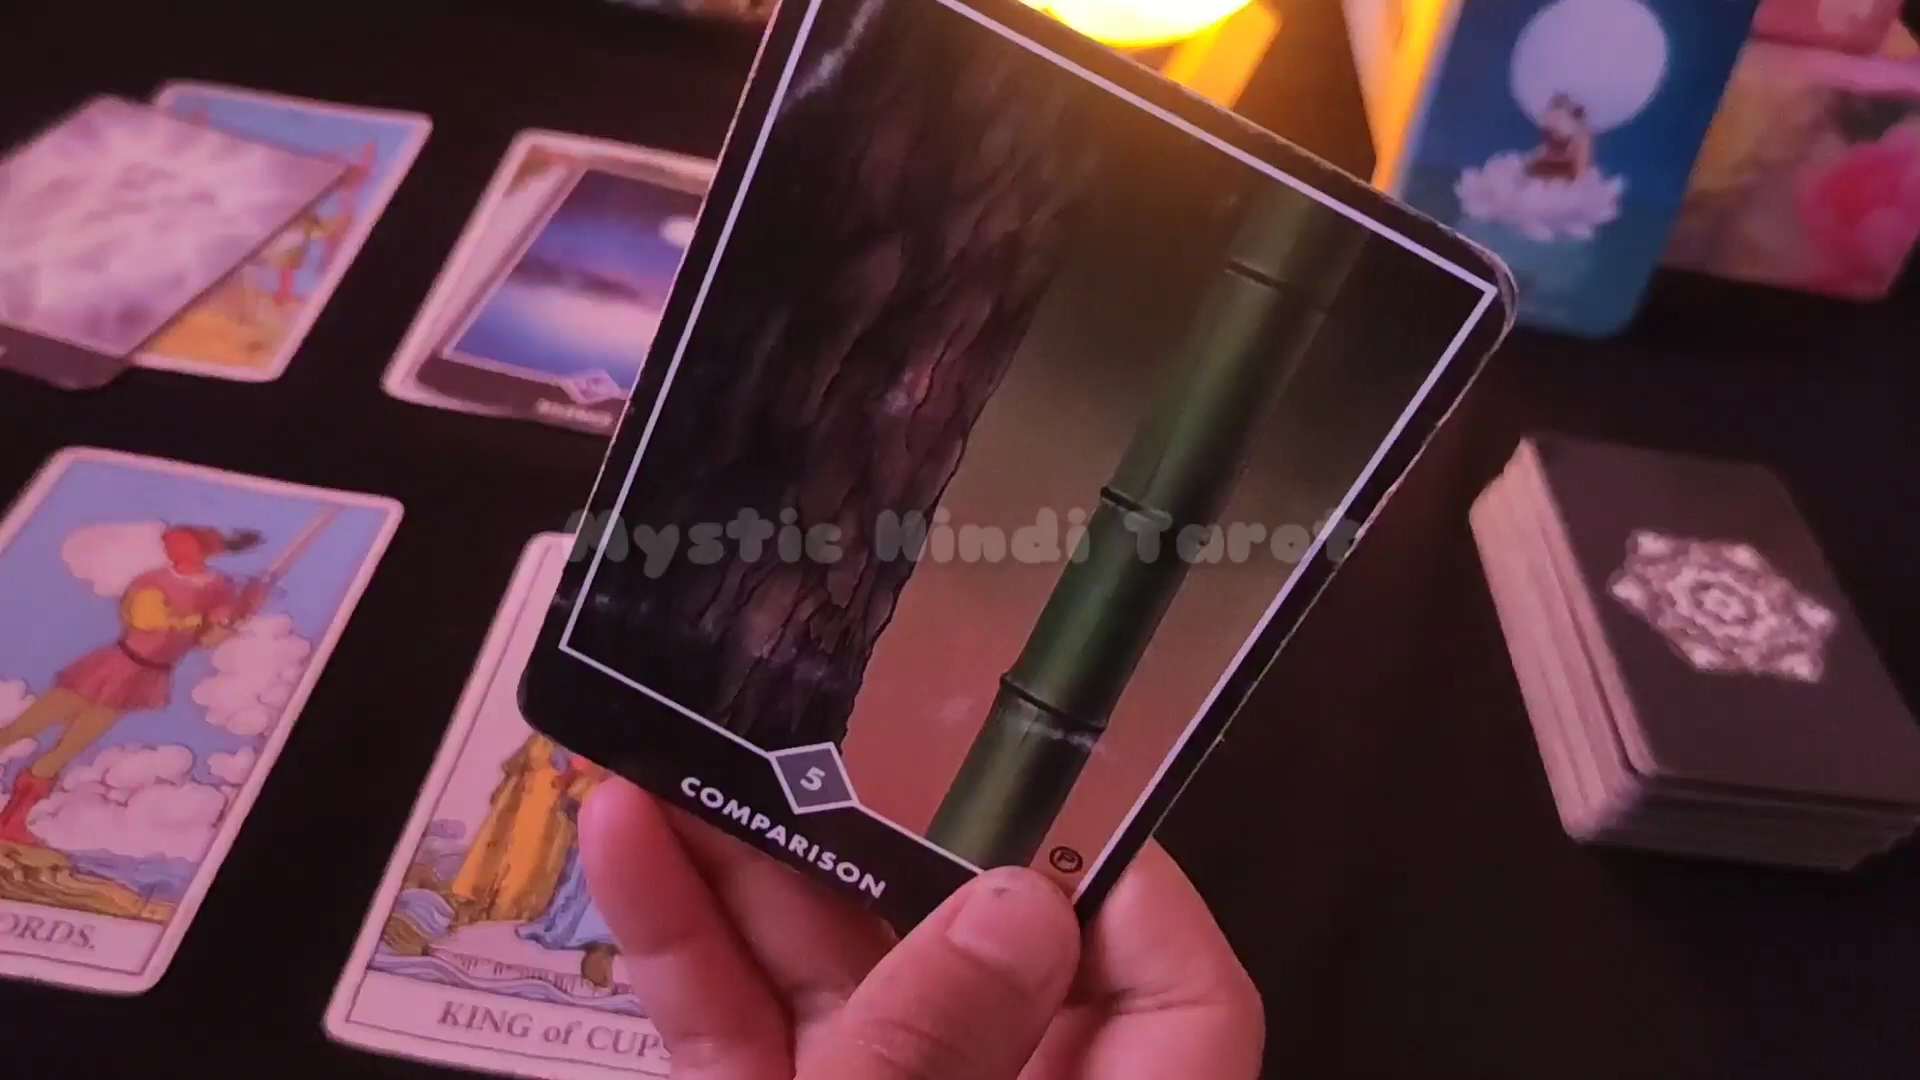 Mystic Hindi Tarot
5
COMPARISON
P
ORDS.
KING of CUPS